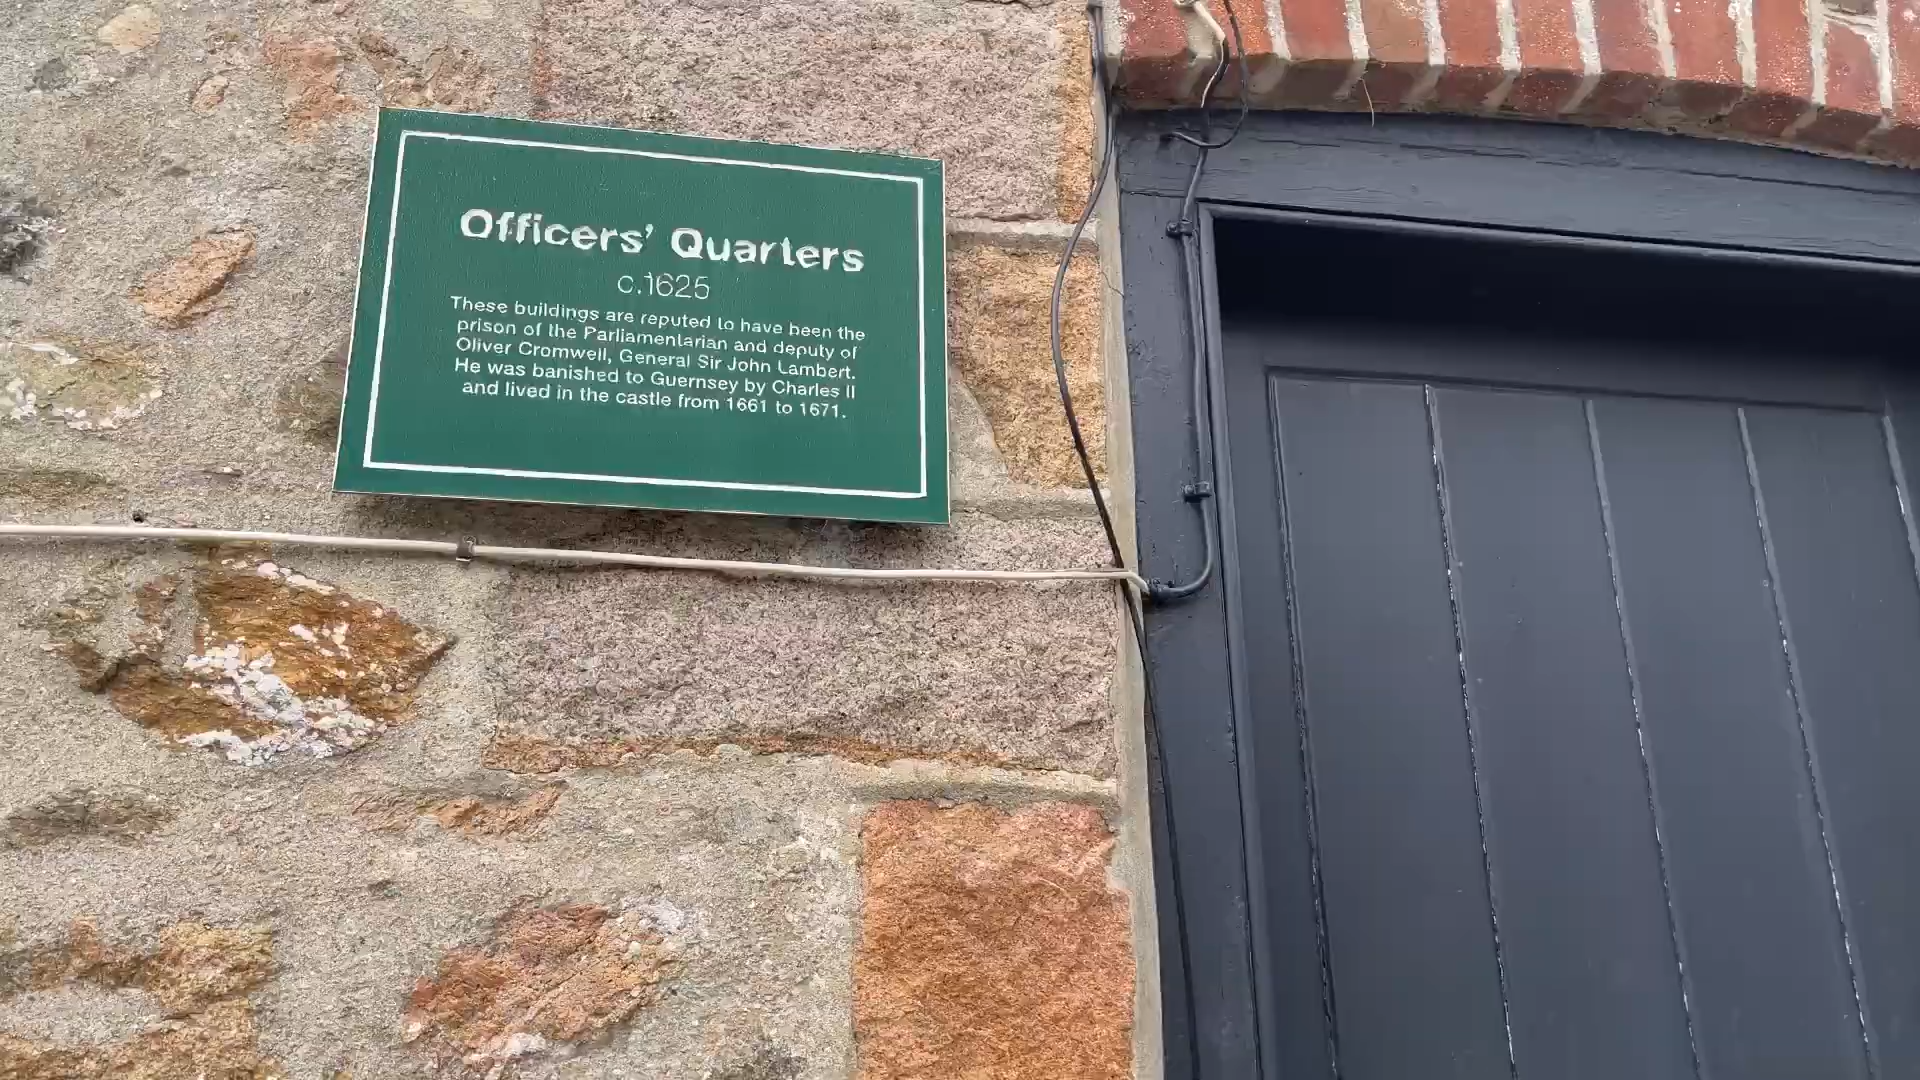 Officers' Quarters
c.1625
These buildings are reputed to have been the
prison of the Parliamentarian and deputy of
Oliver Cromwell, General Sir John Lambert.
He was banished to Guernsey by Charles II
and lived in the castle from 1661 to 1671.